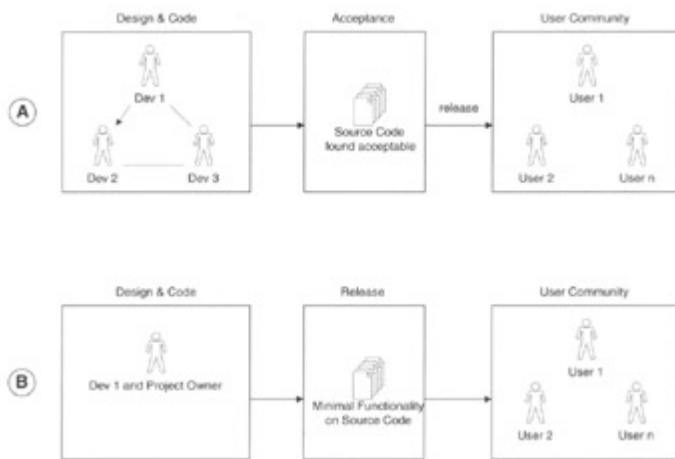 Design & Code
Acceptance
User Community
A
Dev 1
Dev 2
Dev 3
Source Code
found acceptable
release
User 1
User 2
User n
Design & Code
Release
User Community
B
Dev 1 and Project Owner
Minimal Functionality
on Source Code
User 1
User 2
User n